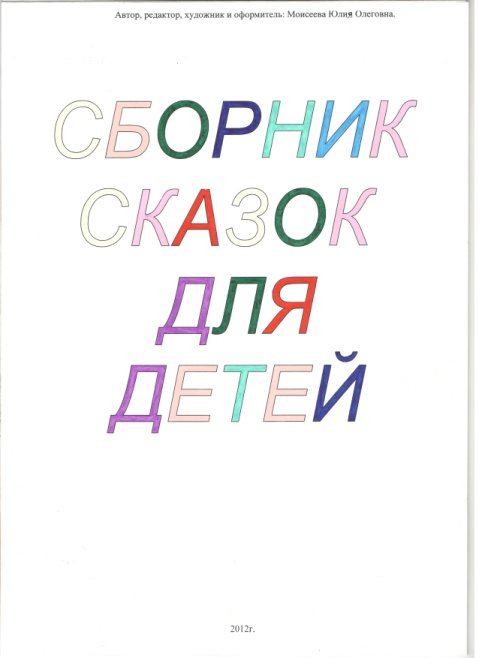 Автор, редактор, художник и оформитель: Моисеева Юлия Олеговна.
СБОРНИК
СКАЗОК
ДЛЯ
ДЕТЕЙ
2012г.